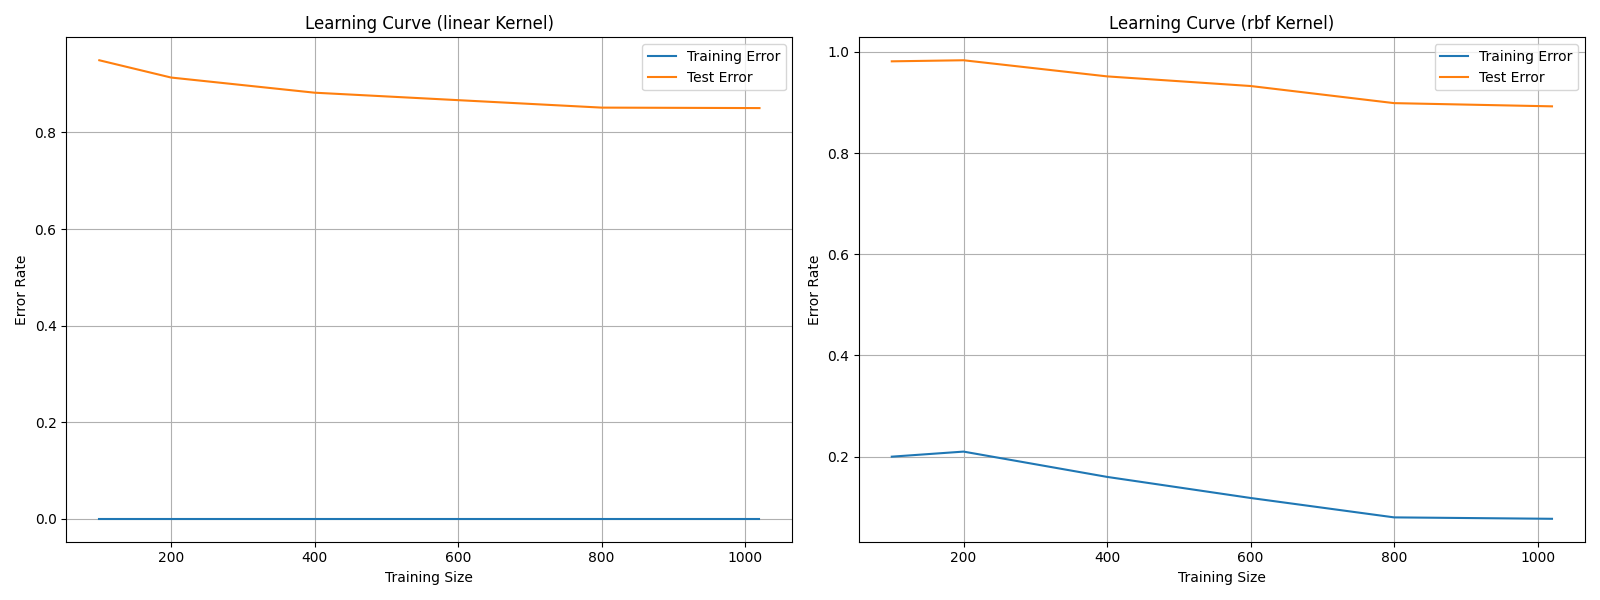 Learning Curve (linear Kernel)
Training Error
Test Error
Error Rate
0.8
0.6
0.4
0.2
0.0
200 400 600 800 1000
Training Size
Learning Curve (rbf Kernel)
Training Error
Test Error
Error Rate
1.0
0.8
0.6
0.4
0.2
200 400 600 800 1000
Training Size